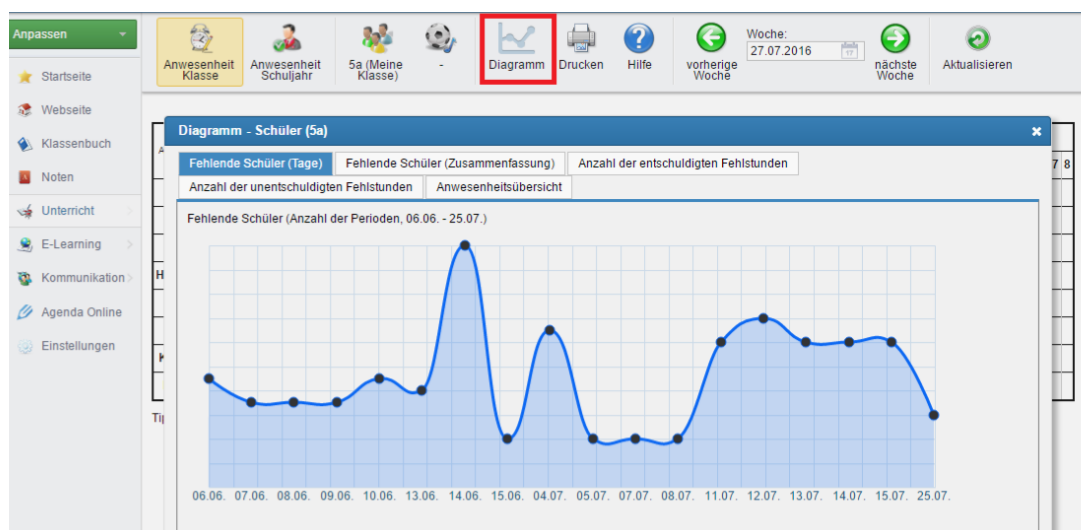 Anpassen
Startseite
Webseite
Klassenbuch
Noten
Unterricht
E-Learning
Kommunikation
Agenda Online
Einstellungen
Anwesenheit Klasse
Anwesenheit Schuljahr
5a (Meine Klasse)
-
Diagramm
Drucken
Hilfe
vorherige Woche
Woche:
27.07.2016
nächste Woche
Aktualisieren
7 8
Diagramm - Schüler (5a)
Fehlende Schüler (Tage) Fehlende Schüler (Zusammenfassung) Anzahl der entschuldigten Fehlstunden
Anzahl der unentschuldigten Fehlstunden Anwesenheitsübersicht
Fehlende Schüler (Anzahl der Perioden, 06.06. - 25.07.)
H
06.06. 07.06. 08.06. 09.06. 10.06. 13.06. 14.06. 15.06. 04.07. 05.07. 07.07. 08.07. 11.07. 12.07. 13.07. 14.07. 15.07. 25.07.